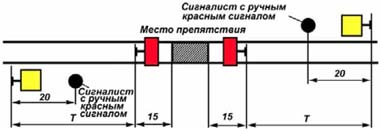 Сигналист с ручным
красным сигналом
Место препятствия
20
Сигналист
с ручным
красным
сигналом
20
Т
15
15
Т